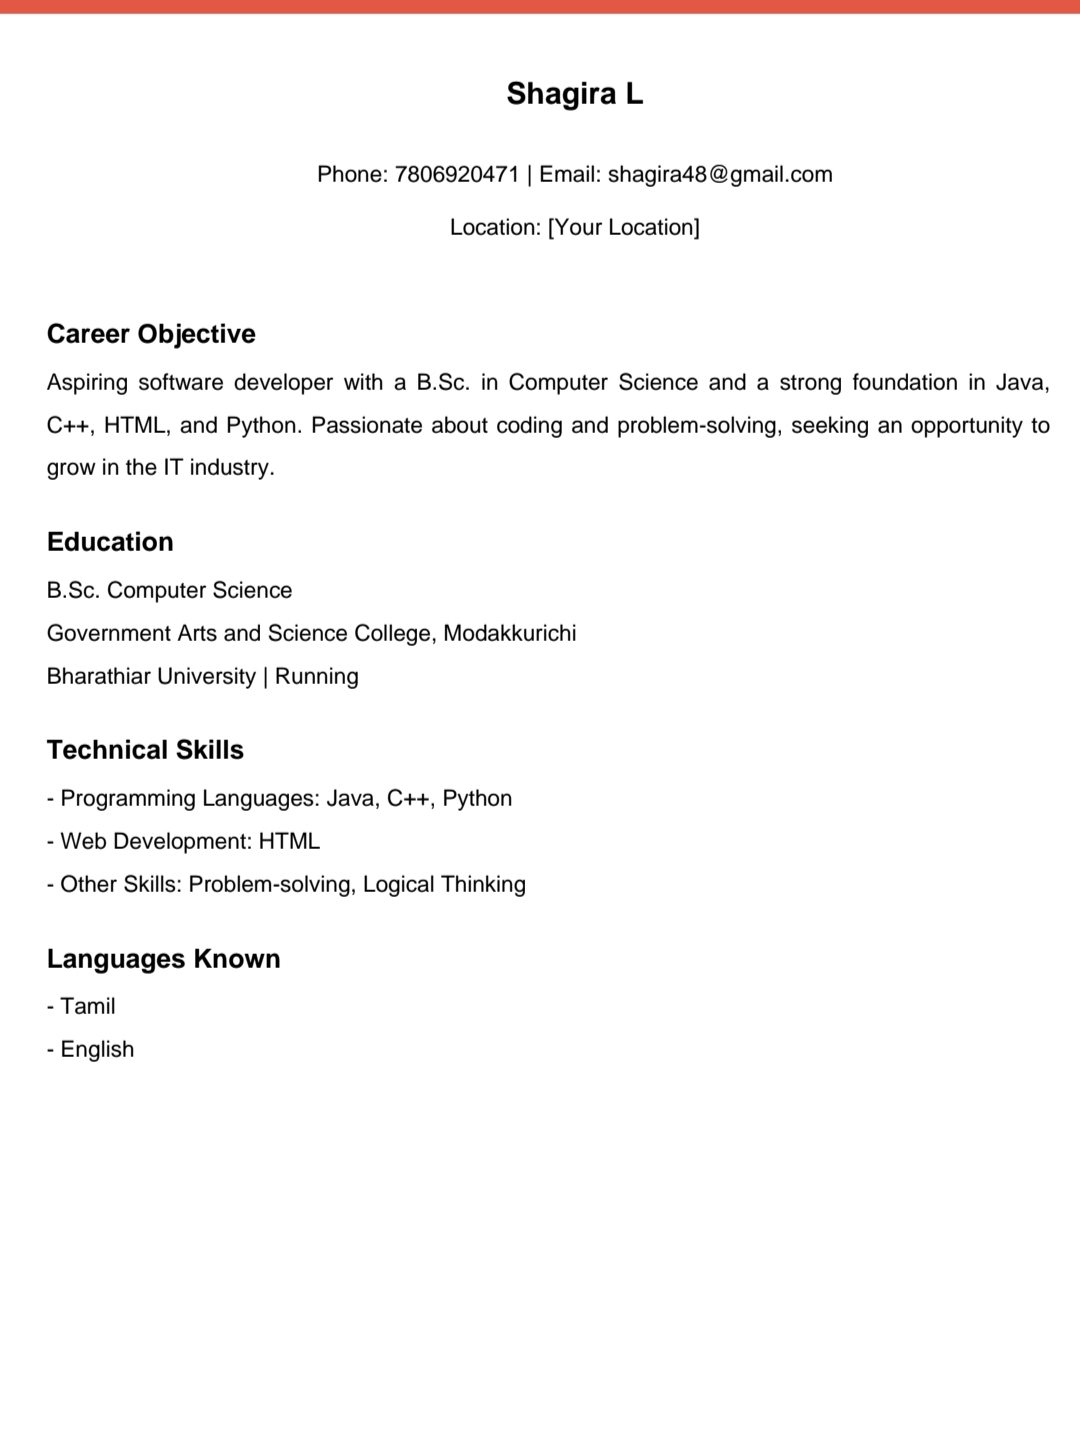 Shagira L
Phone: 7806920471 | Email: shagira48@gmail.com
Location: [Your Location]
Career Objective
Aspiring software developer with a B.Sc. in Computer Science and a strong foundation in Java,
C++, HTML, and Python. Passionate about coding and problem-solving, seeking an opportunity to
grow in the IT industry.
Education
B.Sc. Computer Science
Government Arts and Science College, Modakkurichi
Bharathiar University | Running
Technical Skills
- Programming Languages: Java, C++, Python
- Web Development: HTML
- Other Skills: Problem-solving, Logical Thinking
Languages Known
- Tamil
- English